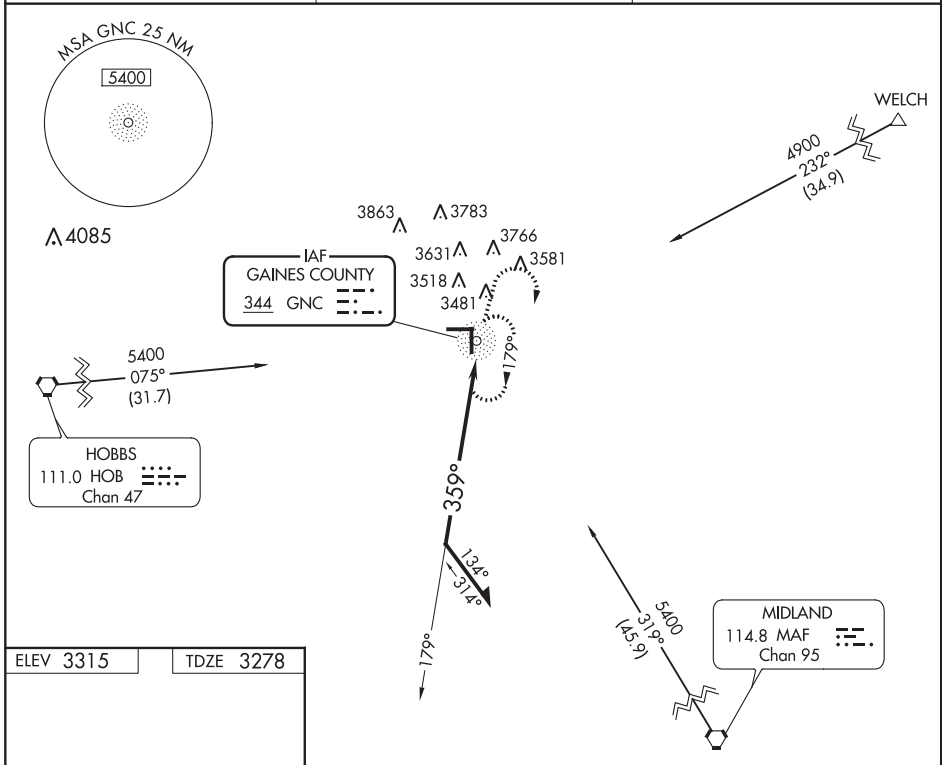 MSA GNC 25 NM
5400
WELCH
4900
232°
(34.9)
4085
3863
3783
3766
3631
3581
3518
3481
IAF
GAINES COUNTY
344 GNC
179°
5400
075°
(31.7)
HOBBS
111.0 HOB
Chan 47
359°
134°
314°
179°
5400
319°
(45.9)
MIDLAND
114.8 MAF
Chan 95
ELEV 3315
TDZE 3278